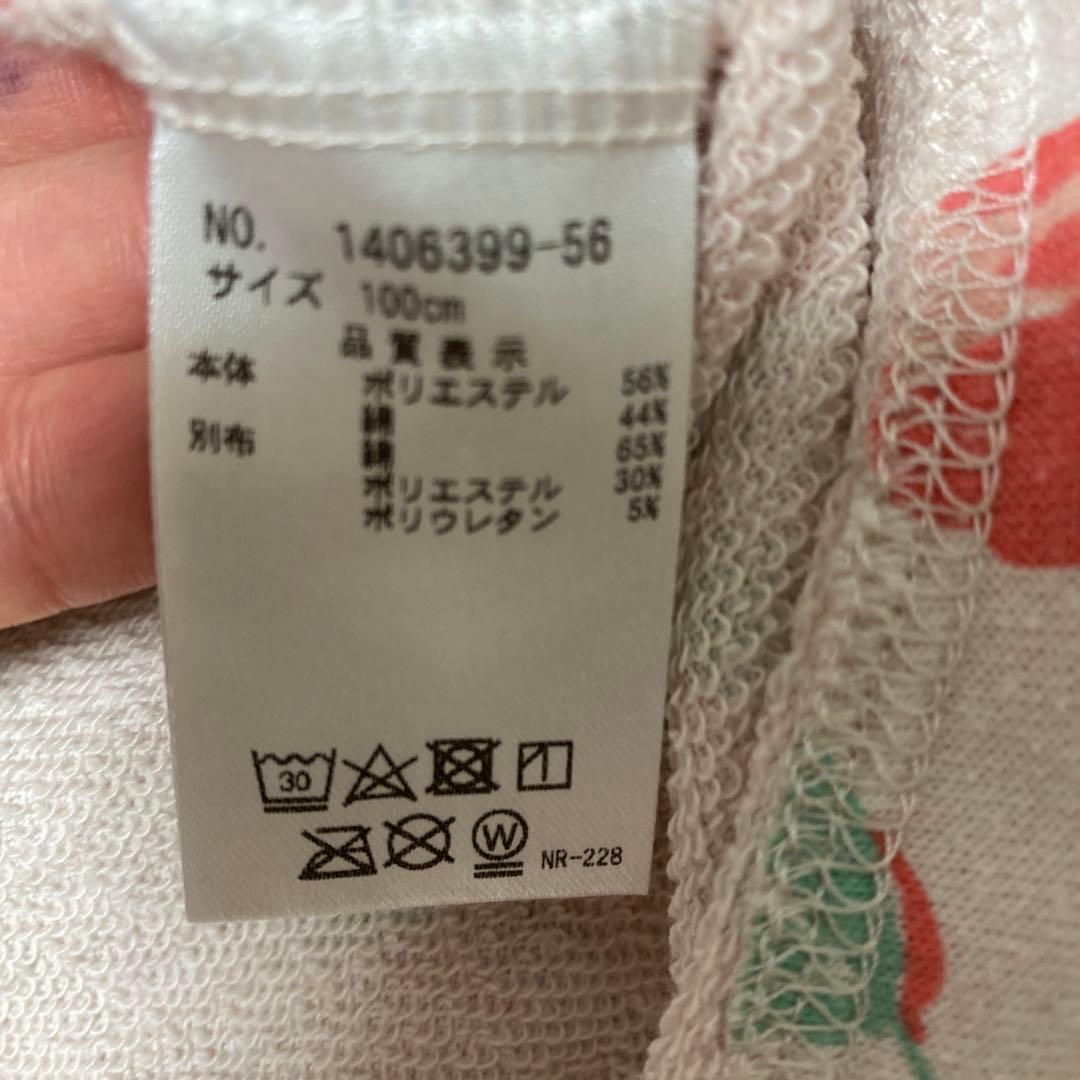 NO. 1406399-56
サイズ 100cm
品質表示
本体 ポリエステル 56%
綿 44%
別布 綿 65%
ポリエステル 30%
ポリウレタン 5%
30
W NR-228